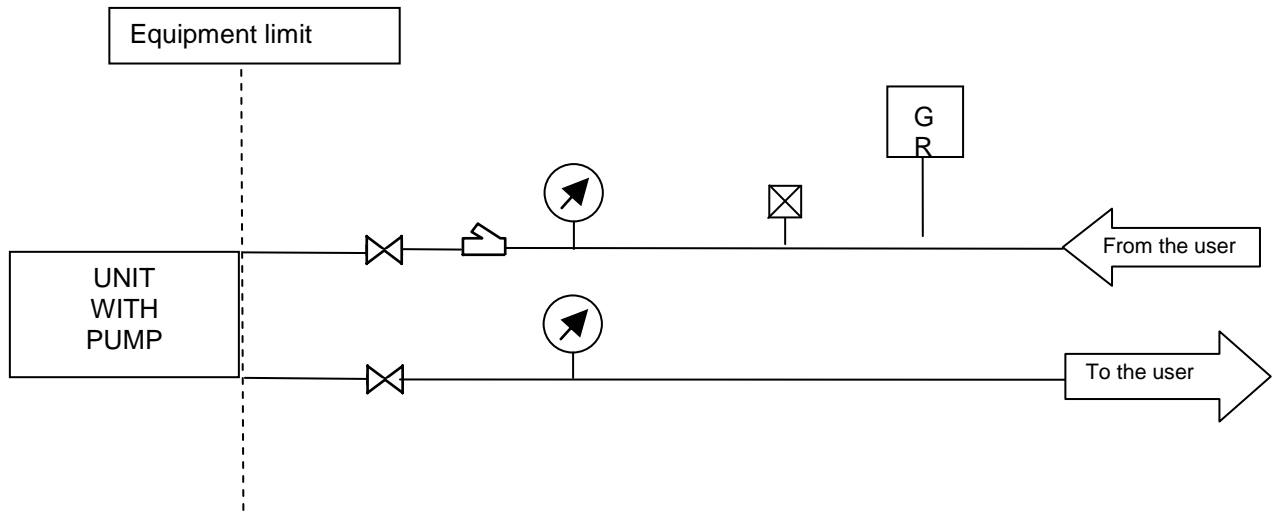 Equipment limit
G
R
From the user
UNIT
WITH
PUMP
To the user